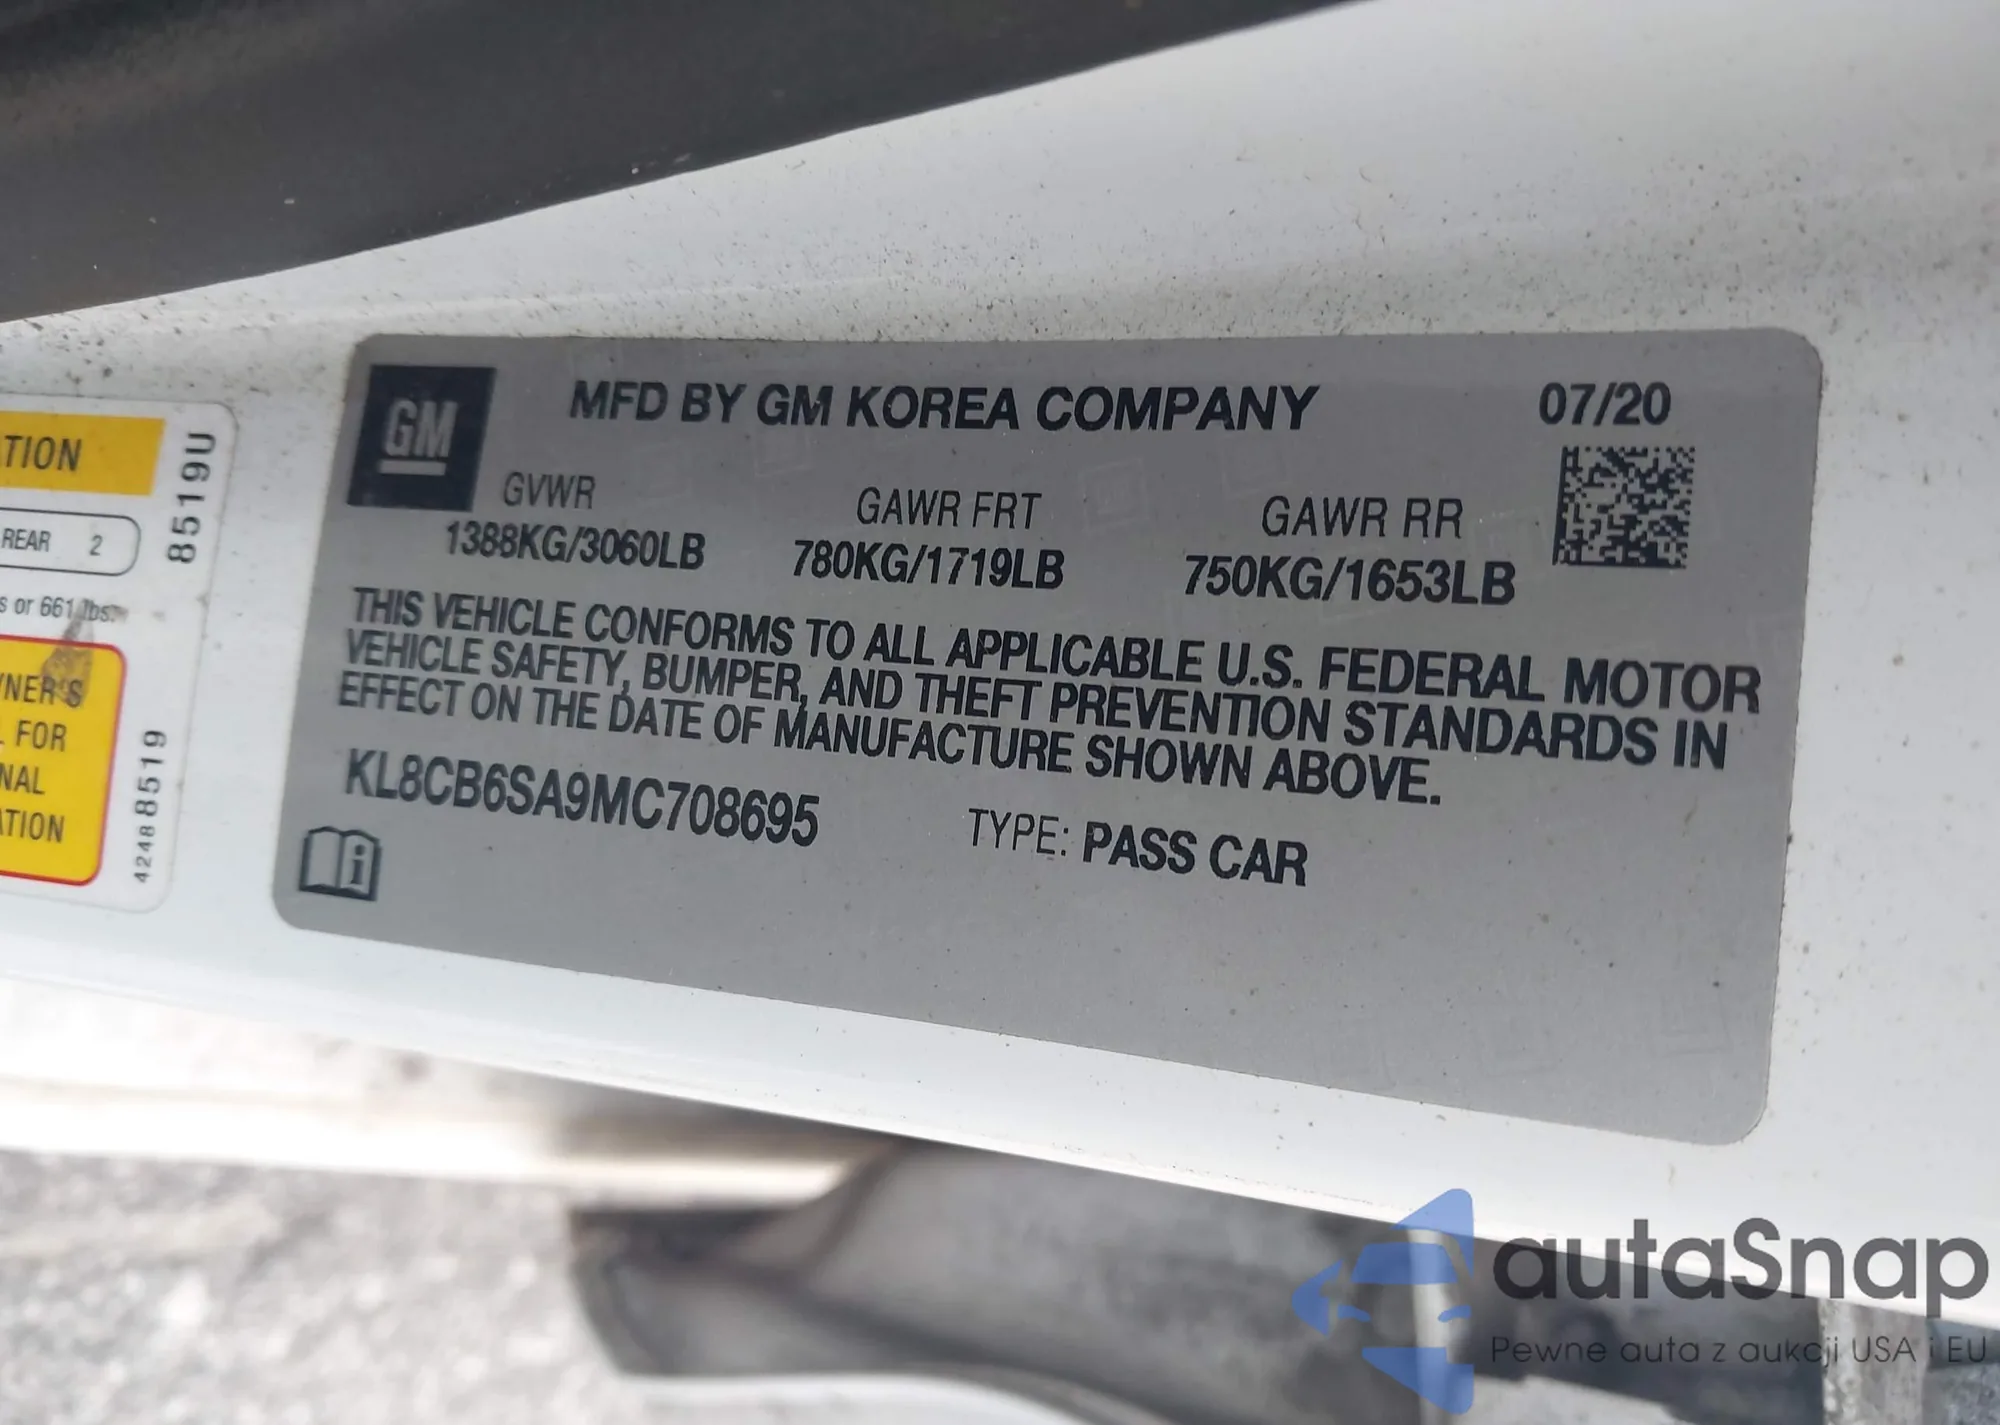 GM
MFD BY GM KOREA COMPANY
07/20
GVWR
1388KG/3060LB
GAWR FRT
780KG/1719LB
GAWR RR
750KG/1653LB
THIS VEHICLE CONFORMS TO ALL APPLICABLE U.S. FEDERAL MOTOR
VEHICLE SAFETY, BUMPER, AND THEFT PREVENTION STANDARDS IN
EFFECT ON THE DATE OF MANUFACTURE SHOWN ABOVE.
KL8CB6SA9MC708695
TYPE: PASS CAR
i
TION
REAR 2
s or 661 lbs.
NER'S
FOR
NAL
ATION
8519U
42488519
autaSnap
Pewne auta z aukcji USA i EU